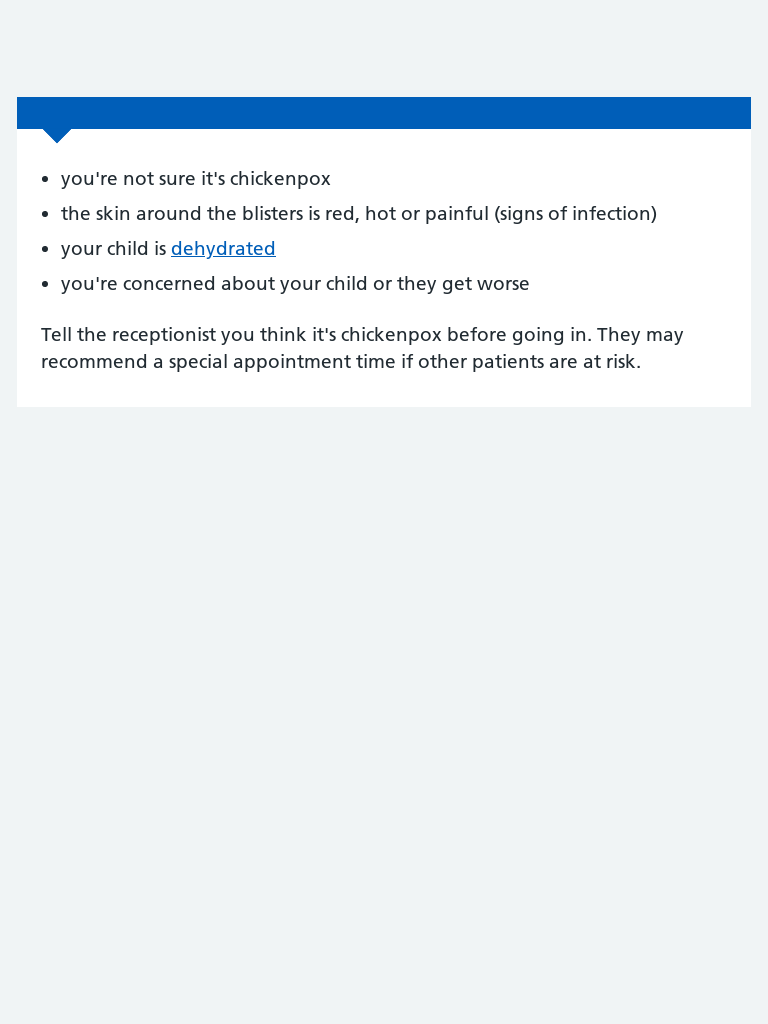 you're not sure it's chickenpox
the skin around the blisters is red, hot or painful (signs of infection)
your child is dehydrated
you're concerned about your child or they get worse
Tell the receptionist you think it's chickenpox before going in. They may
recommend a special appointment time if other patients are at risk.